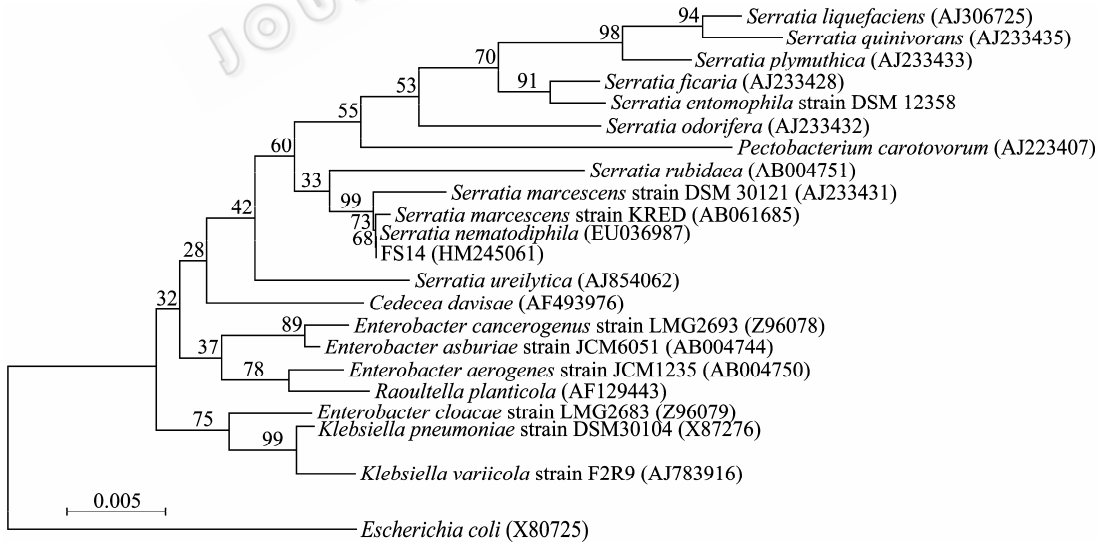 JOU
94
Serratia liquefaciens (AJ306725)
98
Serratia quinivorans (AJ233435)
70
Serratia plymuthica (AJ233433)
53
91
Serratia ficaria (AJ233428)
Serratia entomophila strain DSM 12358
55
Serratia odorifera (AJ233432)
60
Pectobacterium carotovorum (AJ223407)
33
Serratia rubidaea (AB004751)
99
Serratia marcescens strain DSM 30121 (AJ233431)
42
73
Serratia marcescens strain KRED (AB061685)
68
Serratia nematodiphila (EU036987)
28
FS14 (HM245061)
Serratia ureilytica (AJ854062)
32
Cedecea davisae (AF493976)
89
Enterobacter cancerogenus strain LMG2693 (Z96078)
37
Enterobacter asburiae strain JCM6051 (AB004744)
78
Enterobacter aerogenes strain JCM1235 (AB004750)
Raoultella planticola (AF129443)
75
Enterobacter cloacae strain LMG2683 (Z96079)
99
Klebsiella pneumoniae strain DSM30104 (X87276)
Klebsiella variicola strain F2R9 (AJ783916)
0.005
Escherichia coli (X80725)